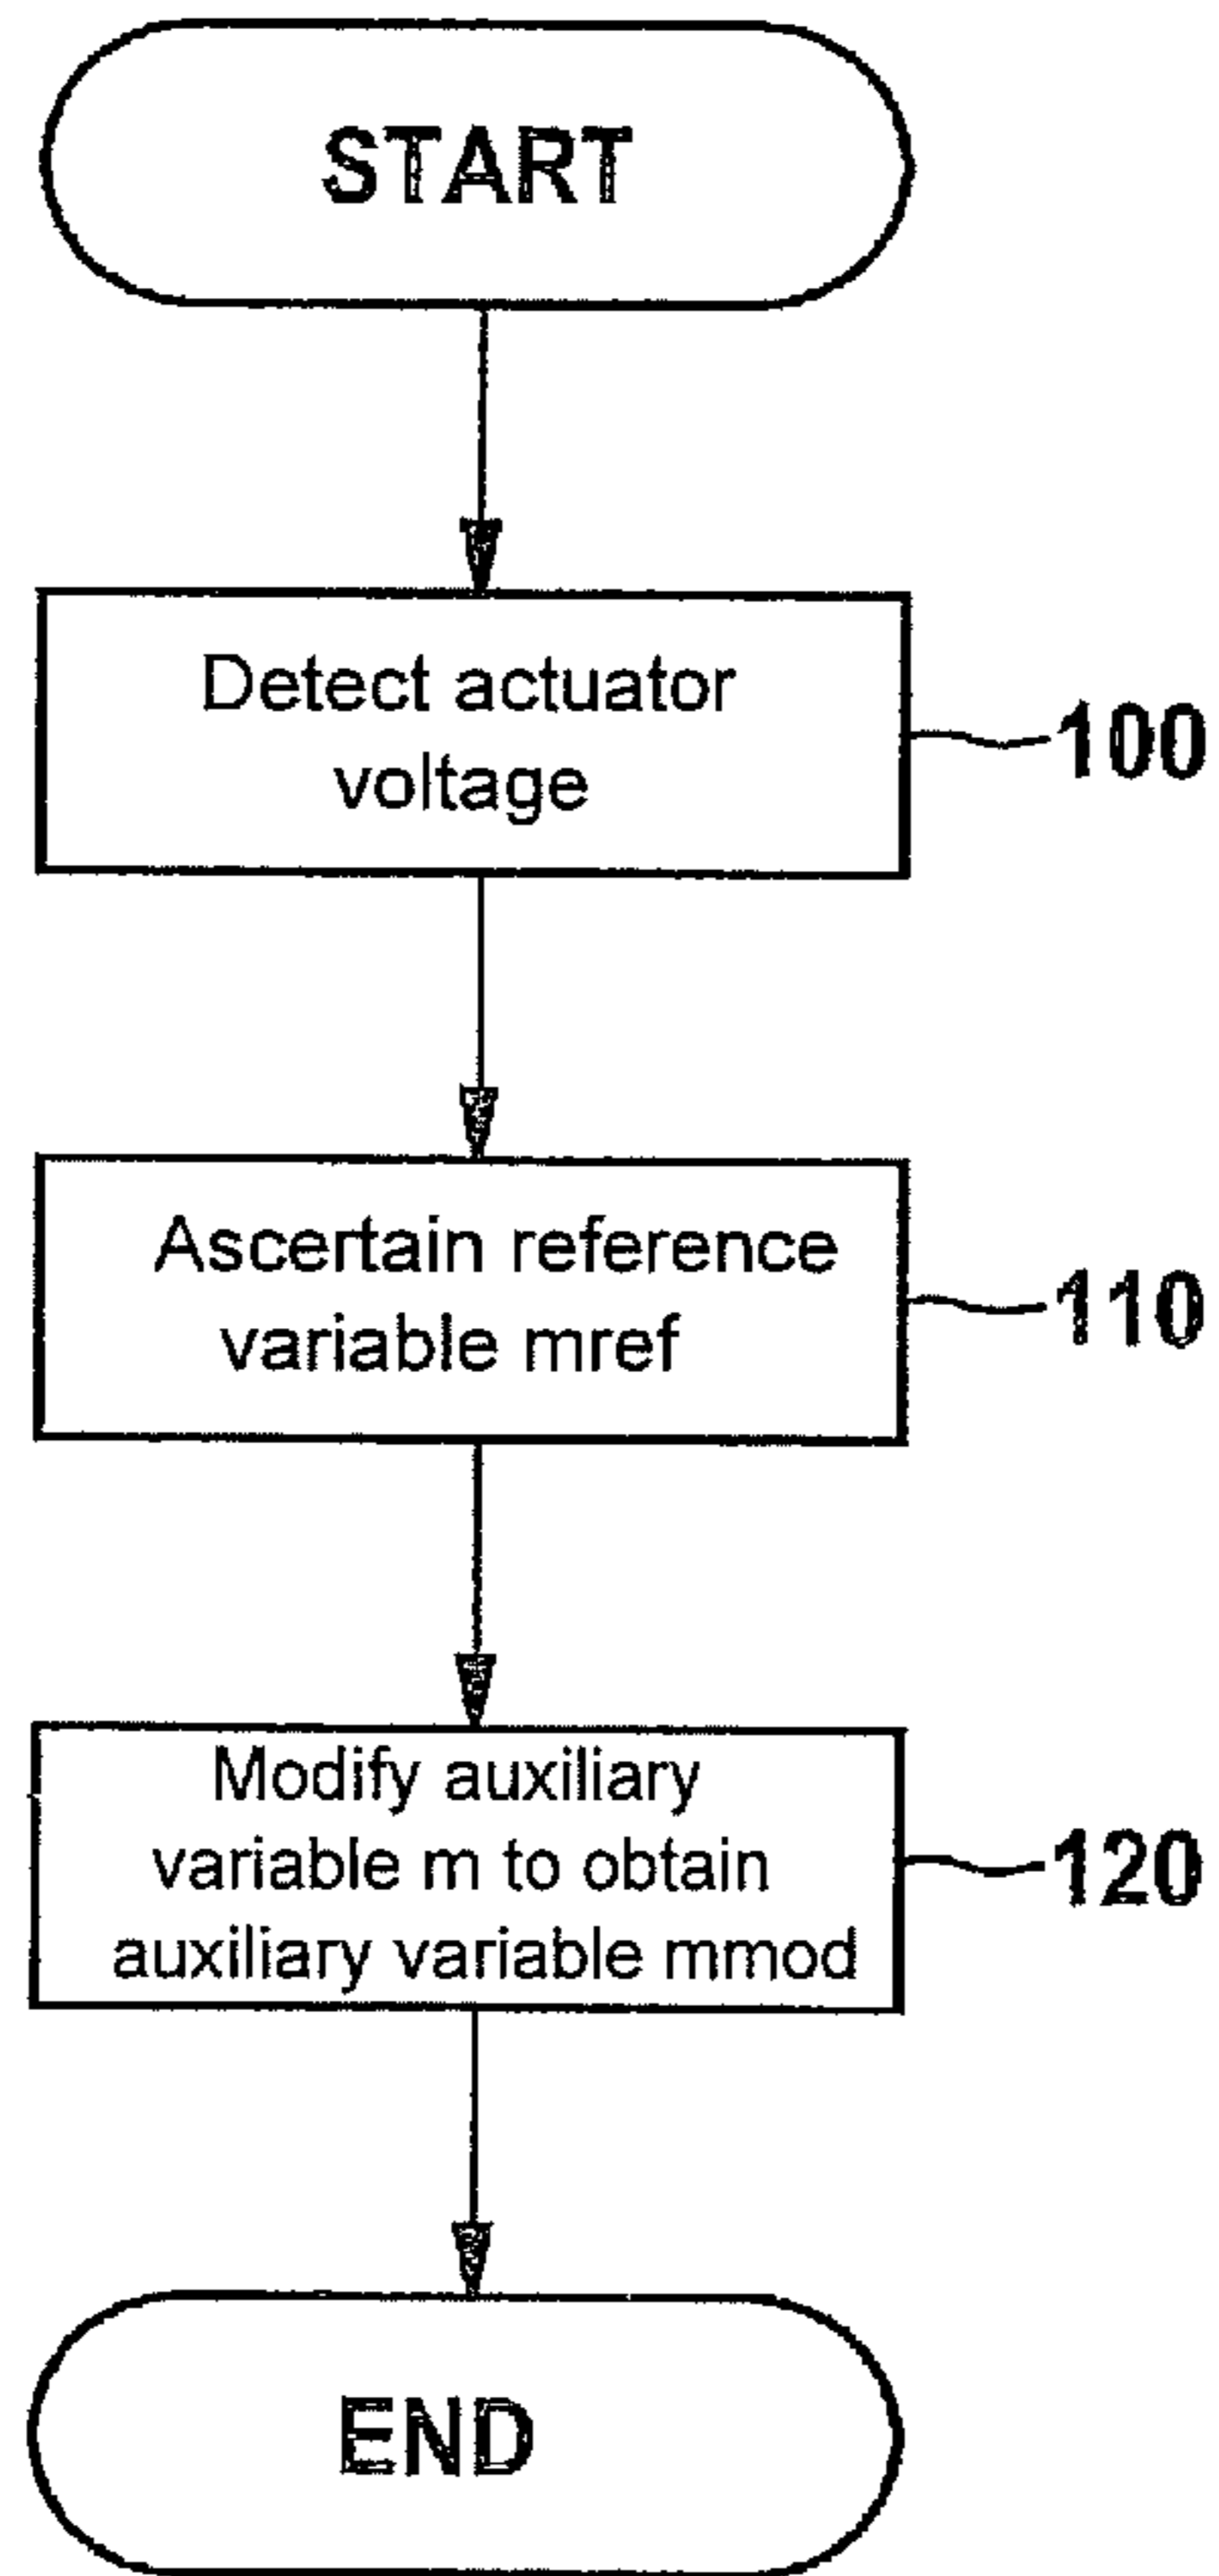 START
Detect actuator
voltage
100
Ascertain reference
variable mref
110
Modify auxiliary
variable m to obtain
auxiliary variable mmod
120
END